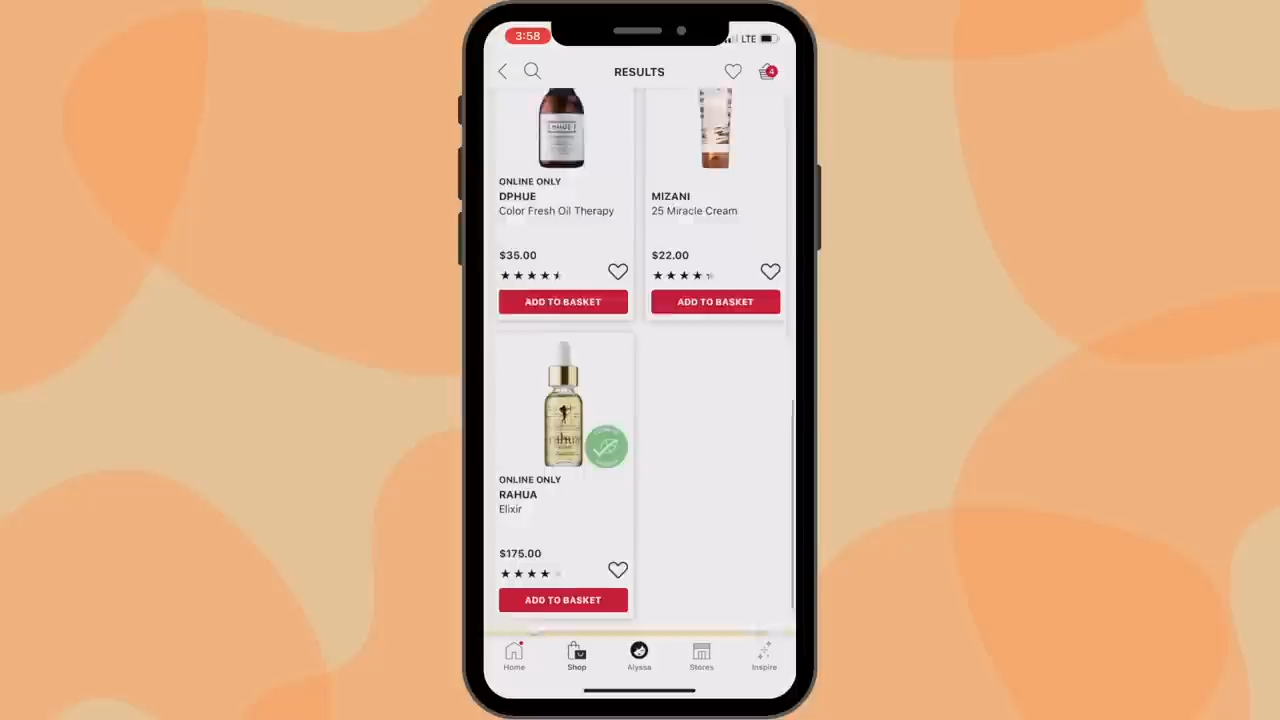 3:58
LTE
RESULTS
4
ONLINE ONLY
DPHUE
Color Fresh Oil Therapy
$35.00
ADD TO BASKET
MIZANI
25 Miracle Cream
$22.00
ADD TO BASKET
rahua
ONLINE ONLY
RAHUA
Elixir
$175.00
ADD TO BASKET
Home
Shop
Alyssa
Stores
Inspire